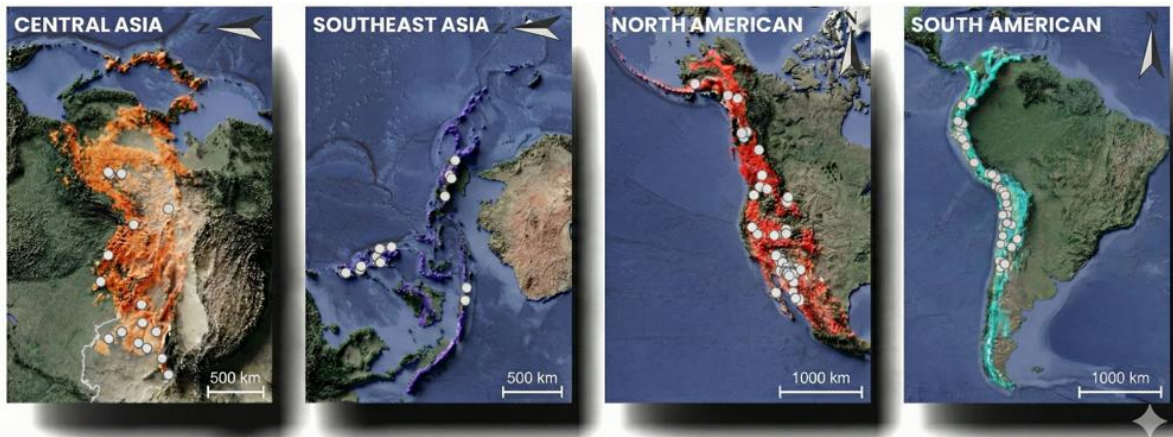 CENTRAL ASIA
Z
500 km
SOUTHEAST ASIA
Z
500 km
NORTH AMERICAN
N
1000 km
SOUTH AMERICAN
N
1000 km